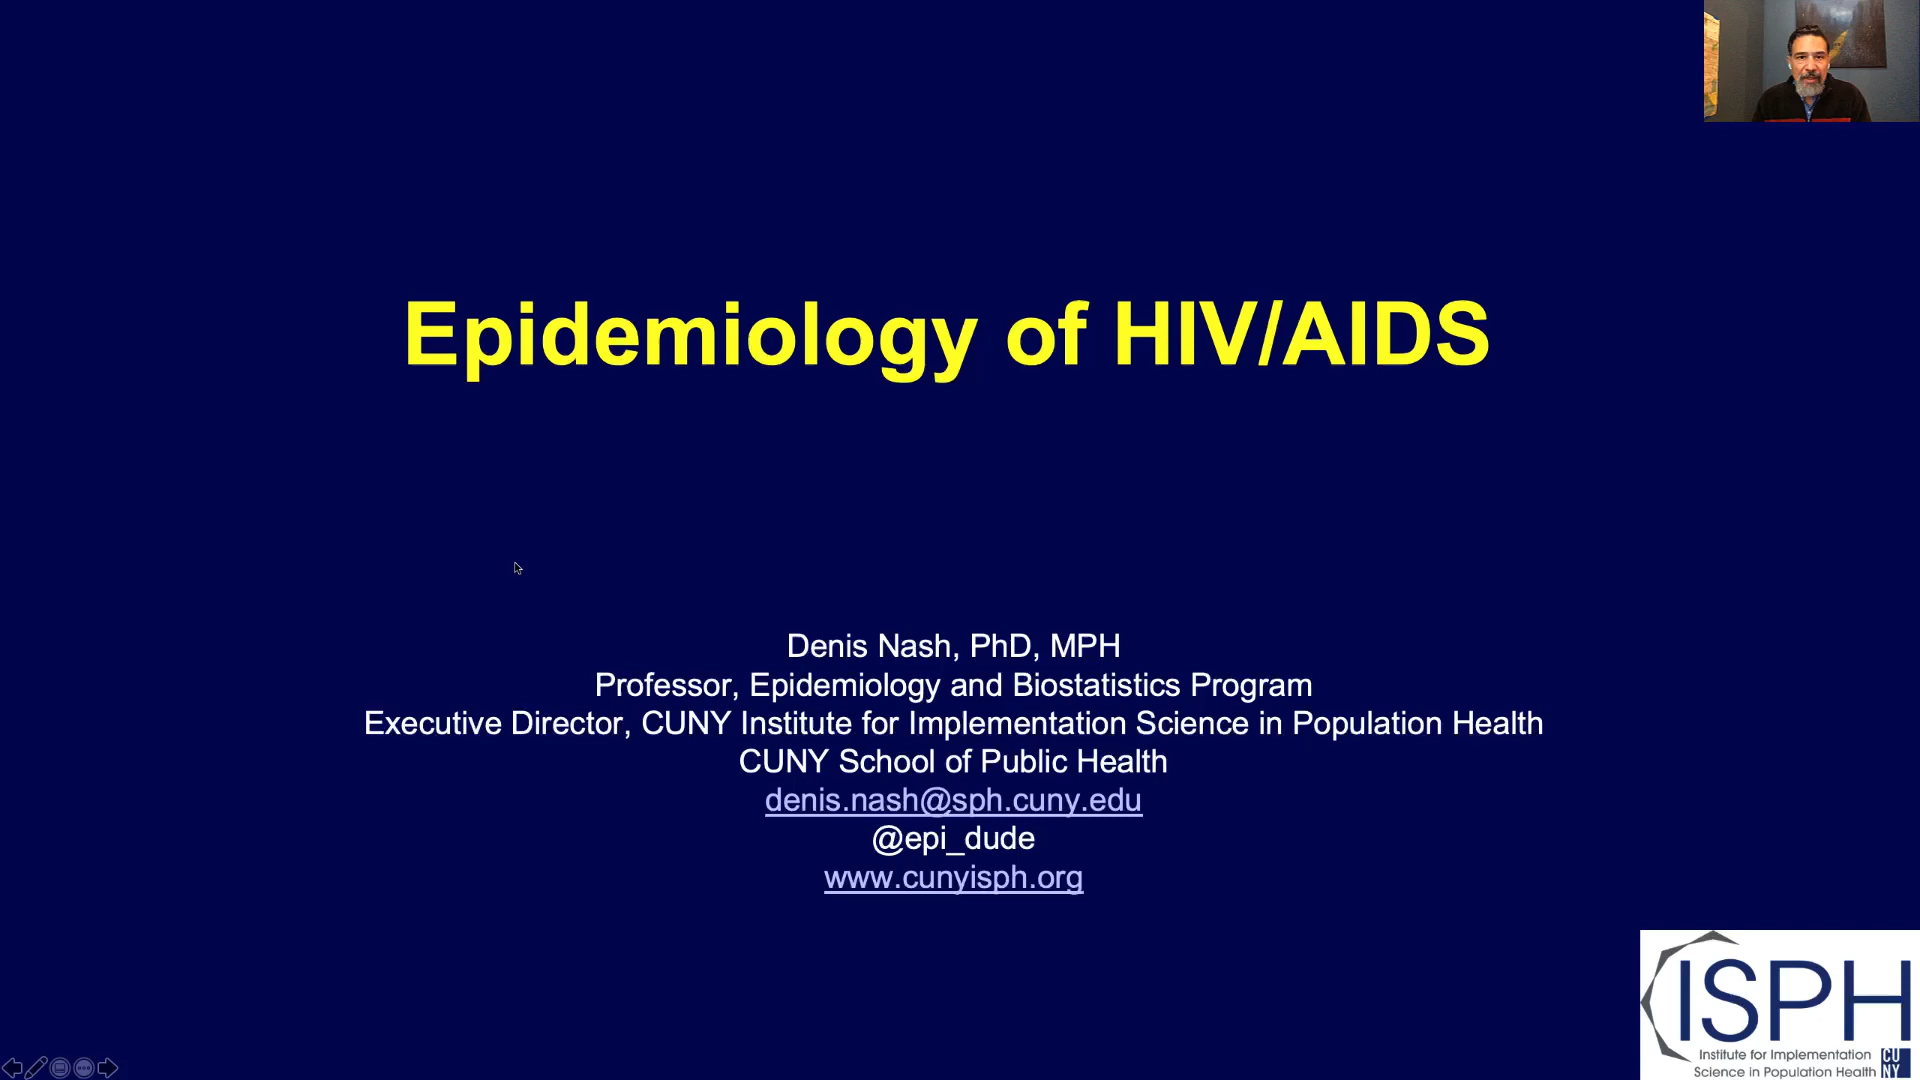 Epidemiology of HIV/AIDS
Denis Nash, PhD, MPH
Professor, Epidemiology and Biostatistics Program
Executive Director, CUNY Institute for Implementation Science in Population Health
CUNY School of Public Health
denis.nash@sph.cuny.edu
@epi_dude
www.cunyisph.org
ISPH
Institute for Implementation
Science in Population Health
CU
NY